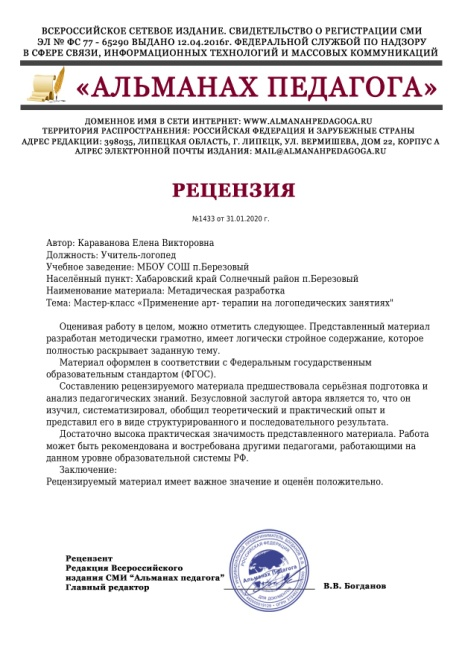 ВСЕРОССИЙСКОЕ СЕТЕВОЕ ИЗДАНИЕ. СВИДЕТЕЛЬСТВО О РЕГИСТРАЦИИ СМИ
ЭЛ № ФС 77 - 65290 ВЫДАНО 12.04.2016г. ФЕДЕРАЛЬНОЙ СЛУЖБОЙ ПО НАДЗОРУ
В СФЕРЕ СВЯЗИ, ИНФОРМАЦИОННЫХ ТЕХНОЛОГИЙ И МАССОВЫХ КОММУНИКАЦИЙ
«АЛЬМАНАХ ПЕДАГОГА»
ДОМЕННОЕ ИМЯ В СЕТИ ИНТЕРНЕТ: WWW.ALMANAHPEDAGOGA.RU
ТЕРРИТОРИЯ РАСПРОСТРАНЕНИЯ: РОССИЙСКАЯ ФЕДЕРАЦИЯ И ЗАРУБЕЖНЫЕ СТРАНЫ
АДРЕС РЕДАКЦИИ: 398035, ЛИПЕЦКАЯ ОБЛАСТЬ, Г. ЛИПЕЦК, УЛ. ВЕРМИШЕВА, ДОМ 22, КОРПУС А
АЛРЕС ЭЛЕКТРОННОЙ ПОЧТЫ ИЗДАНИЯ: MAIL@ALMANAHPEDAGOGA.RU
РЕЦЕНЗИЯ
№1433 от 31.01.2020 г.
Автор: Караванова Елена Викторовна
Должность: Учитель-логопед
Учебное заведение: МБОУ СОШ п.Березовый
Населённый пункт: Хабаровский край Солнечный район п.Березовый
Наименование материала: Метадическая разработка
Тема: Мастер-класс «Применение арт- терапии на логопедических занятиях"
Оценивая работу в целом, можно отметить следующее. Представленный материал
разработан методически грамотно, имеет логически стройное содержание, которое
полностью раскрывает заданную тему.
Материал оформлен в соответствии с Федеральным государственным
образовательным стандартом (ФГОС).
Составлению рецензируемого материала предшествовала серьёзная подготовка и
анализ педагогических знаний. Безусловной заслугой автора является то, что он
изучил, систематизировал, обобщил теоретический и практический опыт и
представил его в виде структурированного и последовательного результата.
Достаточно высока практическая значимость представленного материала. Работа
может быть рекомендована и востребована другими педагогами, работающими на
данном уровне образовательной системы РФ.
Заключение:
Рецензируемый материал имеет важное значение и оценён положительно.
Рецензент
Редакция Всероссийского
издания СМИ “Альманах педагога”
Главный редактор
Альманах Педагога
В.В. Богданов